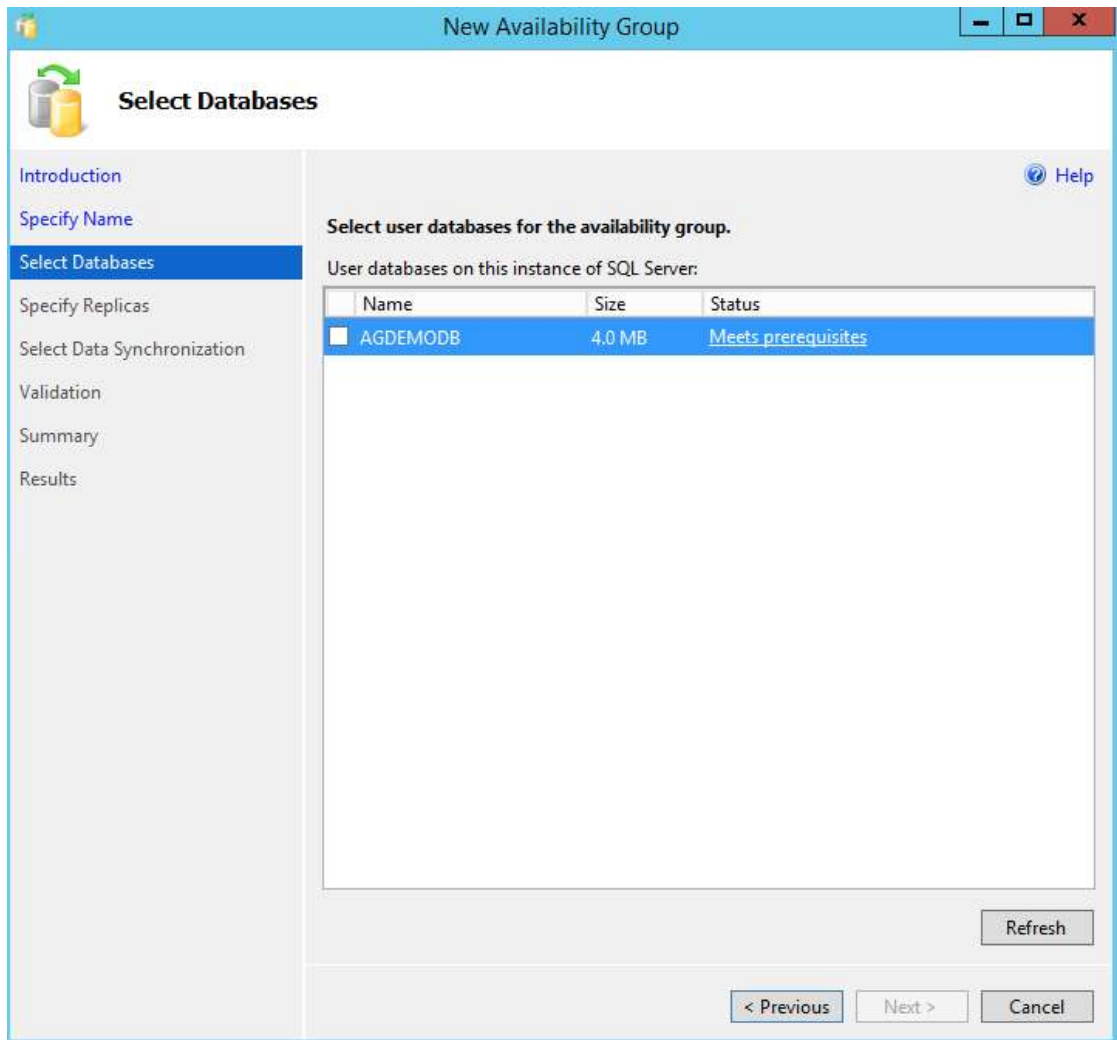 New Availability Group
Select Databases
Introduction
Help
Specify Name
Select user databases for the availability group.
Select Databases
User databases on this instance of SQL Server:
Specify Replicas
Name Size Status
AGDEMODB 4.0 MB Meets prerequisites
Select Data Synchronization
Validation
Summary
Results
Refresh
< Previous Next > Cancel